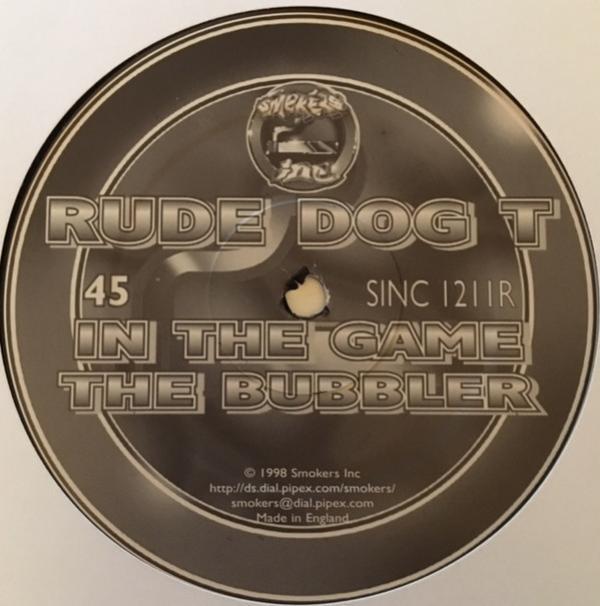 SMOKERS
inc
RUDE DOG T
45
SINC 1211R
IN THE GAME
THE BUBBLER
© 1998 Smokers Inc
http://ds.dial.pipex.com/smokers/
smokers@dial.pipex.com
Made in England